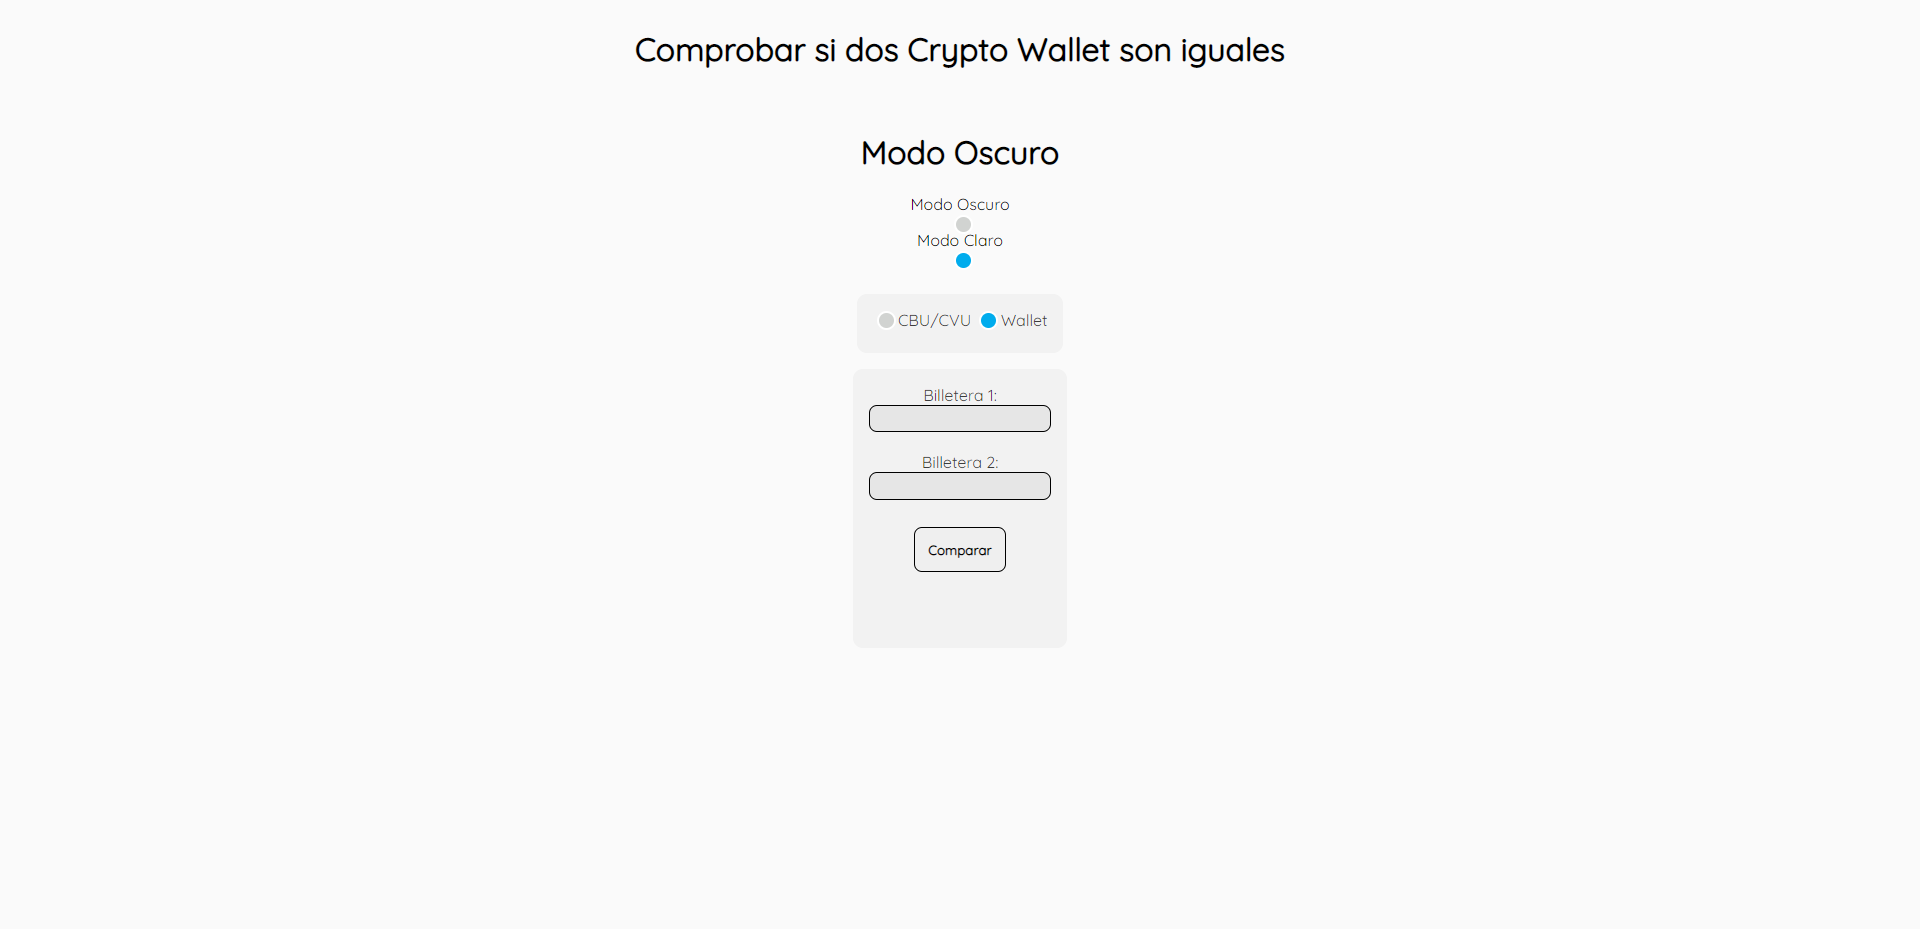 Comprobar si dos Crypto Wallet son iguales
Modo Oscuro
Modo Oscuro
Modo Claro
CBU/CVU Wallet
Billetera 1:
Billetera 2:
Comparar